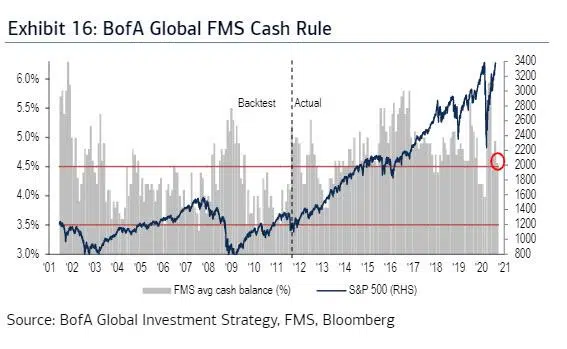 Exhibit 16: BofA Global FMS Cash Rule
6.0% 3400
3200
3000
5.5% Backtest Actual 2800
2600
5.0% 2400
2200
4.5% 2000
1800
4.0% 1600
1400
3.5% 1200
1000
3.0% 800
'01 '02 '03 '04 '05 '06 '07 '08 '09 '10 '11 '12 '13 '14 '15 '16 '17 '18 '19 '20 '21
FMS avg cash balance (%) S&P 500 (RHS)
Source: BofA Global Investment Strategy, FMS, Bloomberg